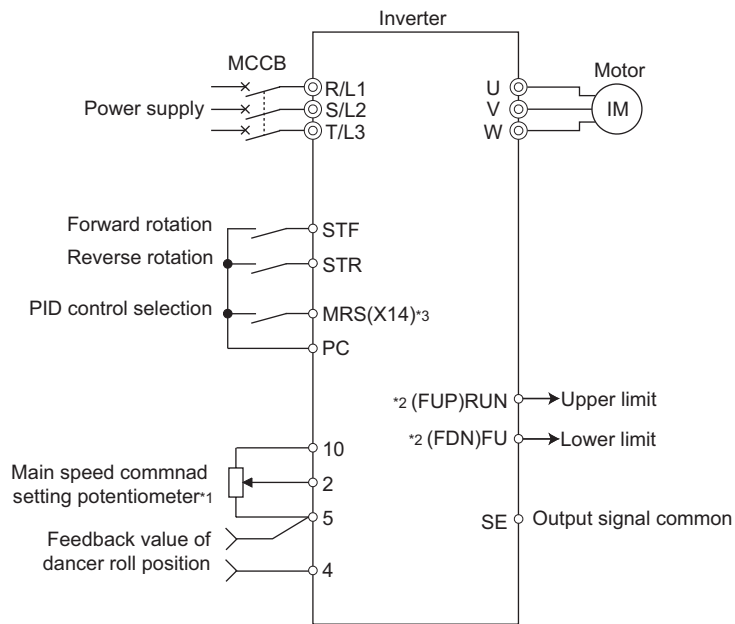 Inverter
MCCB
Motor
R/L1
U
Power supply
S/L2
V
IM
T/L3
W
Forward rotation
STF
Reverse rotation
STR
PID control selection
MRS(X14)*3
PC
*2 (FUP)RUN
Upper limit
*2 (FDN)FU
Lower limit
10
Main speed commnad
setting potentiometer*1
2
5
SE
Output signal common
Feedback value of
dancer roll position
4